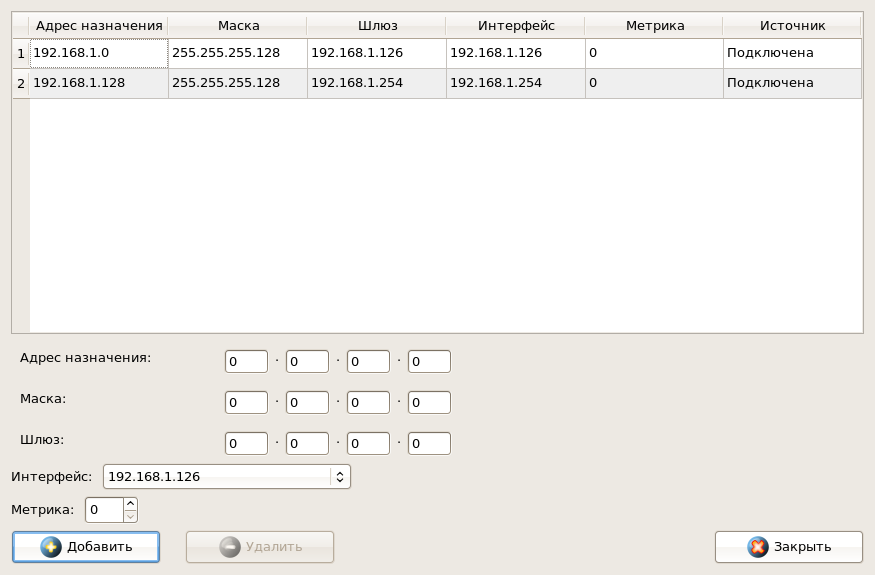 Адрес назначения Маска Шлюз Интерфейс Метрика Источник
1 192.168.1.0 255.255.255.128 192.168.1.126 192.168.1.126 0 Подключена
2 192.168.1.128 255.255.255.128 192.168.1.254 192.168.1.254 0 Подключена
Адрес назначения: 0 . 0 . 0 . 0
Маска: 0 . 0 . 0 . 0
Шлюз: 0 . 0 . 0 . 0
Интерфейс: 192.168.1.126
Метрика: 0
Добавить Удалить Закрыть